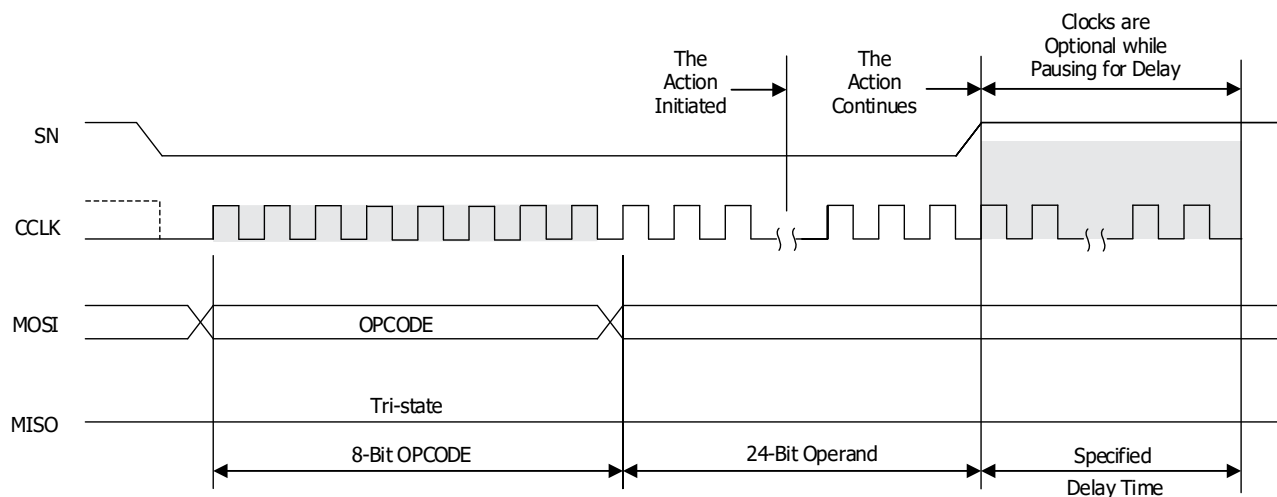 The
Action
Initiated
The
Action
Continues
Clocks are
Optional while
Pausing for Delay
SN
CCLK
MOSI
OPCODE
MISO
Tri-state
8-Bit OPCODE
24-Bit Operand
Specified
Delay Time